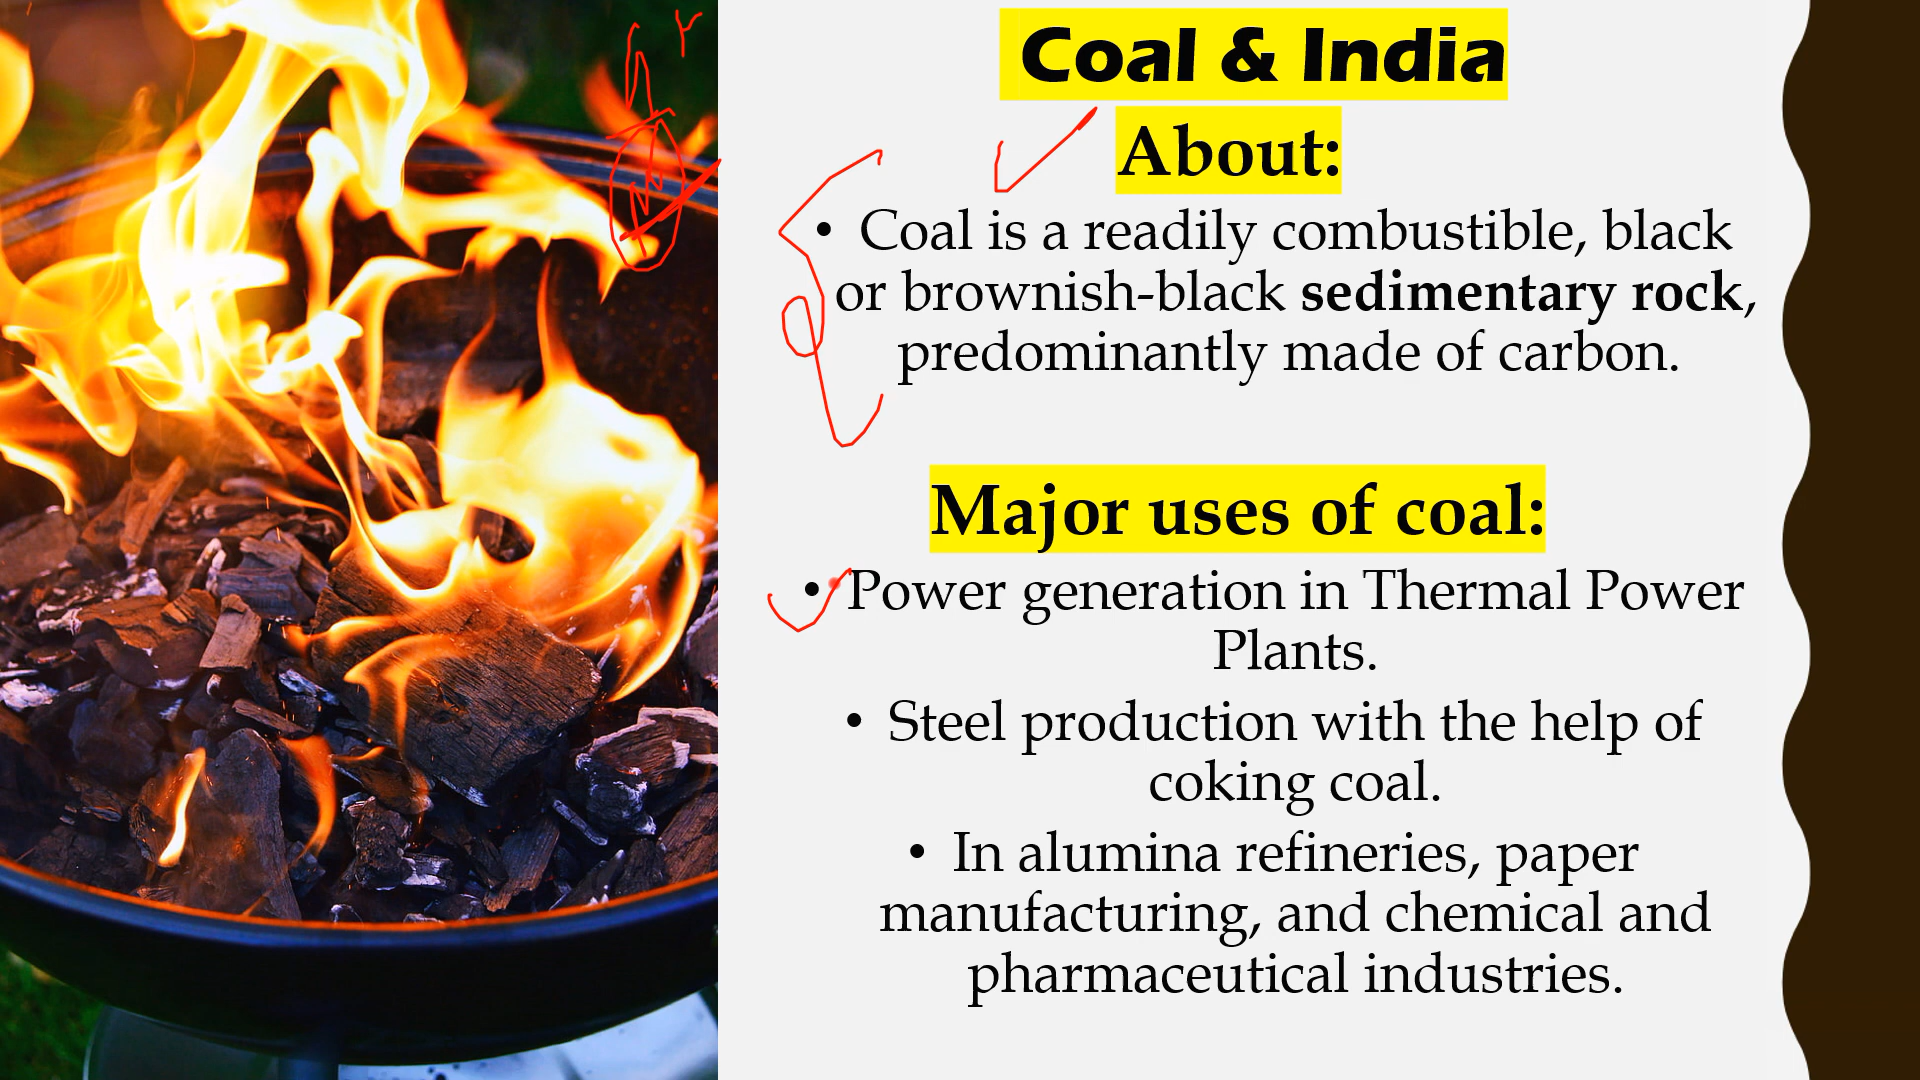 Coal & India
About:
• Coal is a readily combustible, black
or brownish-black sedimentary rock,
predominantly made of carbon.
Major uses of coal:
• Power generation in Thermal Power
Plants.
• Steel production with the help of
coking coal.
• In alumina refineries, paper
manufacturing, and chemical and
pharmaceutical industries.